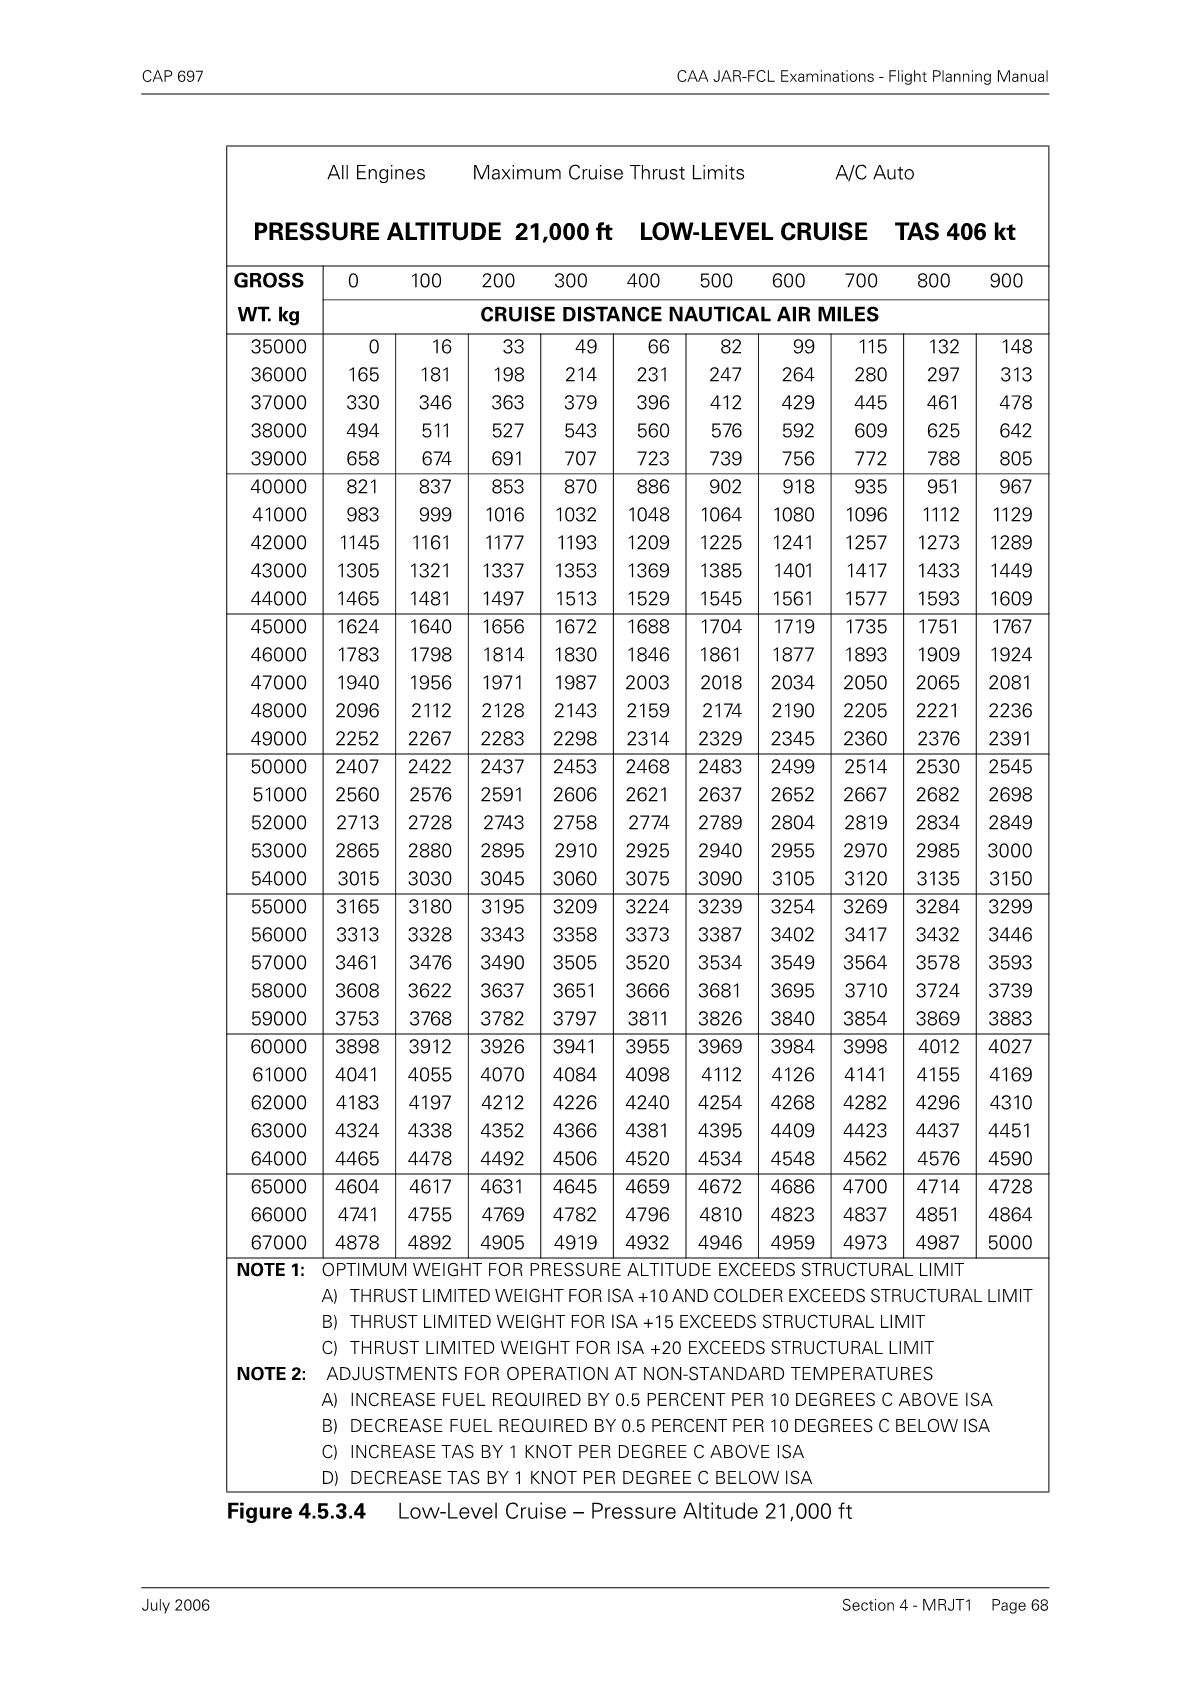 CAP 697 CAA JAR-FCL Examinations - Flight Planning Manual
All Engines Maximum Cruise Thrust Limits A/C Auto
PRESSURE ALTITUDE 21,000 ft LOW-LEVEL CRUISE TAS 406 kt
GROSS 0 100 200 300 400 500 600 700 800 900
WT. kg CRUISE DISTANCE NAUTICAL AIR MILES
35000 0 16 33 49 66 82 99 115 132 148
36000 165 181 198 214 231 247 264 280 297 313
37000 330 346 363 379 396 412 429 445 461 478
38000 494 511 527 543 560 576 592 609 625 642
39000 658 674 691 707 723 739 756 772 788 805
40000 821 837 853 870 886 902 918 935 951 967
41000 983 999 1016 1032 1048 1064 1080 1096 1112 1129
42000 1145 1161 1177 1193 1209 1225 1241 1257 1273 1289
43000 1305 1321 1337 1353 1369 1385 1401 1417 1433 1449
44000 1465 1481 1497 1513 1529 1545 1561 1577 1593 1609
45000 1624 1640 1656 1672 1688 1704 1719 1735 1751 1767
46000 1783 1798 1814 1830 1846 1861 1877 1893 1909 1924
47000 1940 1956 1971 1987 2003 2018 2034 2050 2065 2081
48000 2096 2112 2128 2143 2159 2174 2190 2205 2221 2236
49000 2252 2267 2283 2298 2314 2329 2345 2360 2376 2391
50000 2407 2422 2437 2453 2468 2483 2499 2514 2530 2545
51000 2560 2576 2591 2606 2621 2637 2652 2667 2682 2698
52000 2713 2728 2743 2758 2774 2789 2804 2819 2834 2849
53000 2865 2880 2895 2910 2925 2940 2955 2970 2985 3000
54000 3015 3030 3045 3060 3075 3090 3105 3120 3135 3150
55000 3165 3180 3195 3209 3224 3239 3254 3269 3284 3299
56000 3313 3328 3343 3358 3373 3387 3402 3417 3432 3446
57000 3461 3476 3490 3505 3520 3534 3549 3564 3578 3593
58000 3608 3622 3637 3651 3666 3681 3695 3710 3724 3739
59000 3753 3768 3782 3797 3811 3826 3840 3854 3869 3883
60000 3898 3912 3926 3941 3955 3969 3984 3998 4012 4027
61000 4041 4055 4070 4084 4098 4112 4126 4141 4155 4169
62000 4183 4197 4212 4226 4240 4254 4268 4282 4296 4310
63000 4324 4338 4352 4366 4381 4395 4409 4423 4437 4451
64000 4465 4478 4492 4506 4520 4534 4548 4562 4576 4590
65000 4604 4617 4631 4645 4659 4672 4686 4700 4714 4728
66000 4741 4755 4769 4782 4796 4810 4823 4837 4851 4864
67000 4878 4892 4905 4919 4932 4946 4959 4973 4987 5000
NOTE 1: OPTIMUM WEIGHT FOR PRESSURE ALTITUDE EXCEEDS STRUCTURAL LIMIT
A) THRUST LIMITED WEIGHT FOR ISA +10 AND COLDER EXCEEDS STRUCTURAL LIMIT
B) THRUST LIMITED WEIGHT FOR ISA +15 EXCEEDS STRUCTURAL LIMIT
C) THRUST LIMITED WEIGHT FOR ISA +20 EXCEEDS STRUCTURAL LIMIT
NOTE 2: ADJUSTMENTS FOR OPERATION AT NON-STANDARD TEMPERATURES
A) INCREASE FUEL REQUIRED BY 0.5 PERCENT PER 10 DEGREES C ABOVE ISA
B) DECREASE FUEL REQUIRED BY 0.5 PERCENT PER 10 DEGREES C BELOW ISA
C) INCREASE TAS BY 1 KNOT PER DEGREE C ABOVE ISA
D) DECREASE TAS BY 1 KNOT PER DEGREE C BELOW ISA
Figure 4.5.3.4 Low-Level Cruise – Pressure Altitude 21,000 ft
July 2006 Section 4 - MRJT1 Page 68